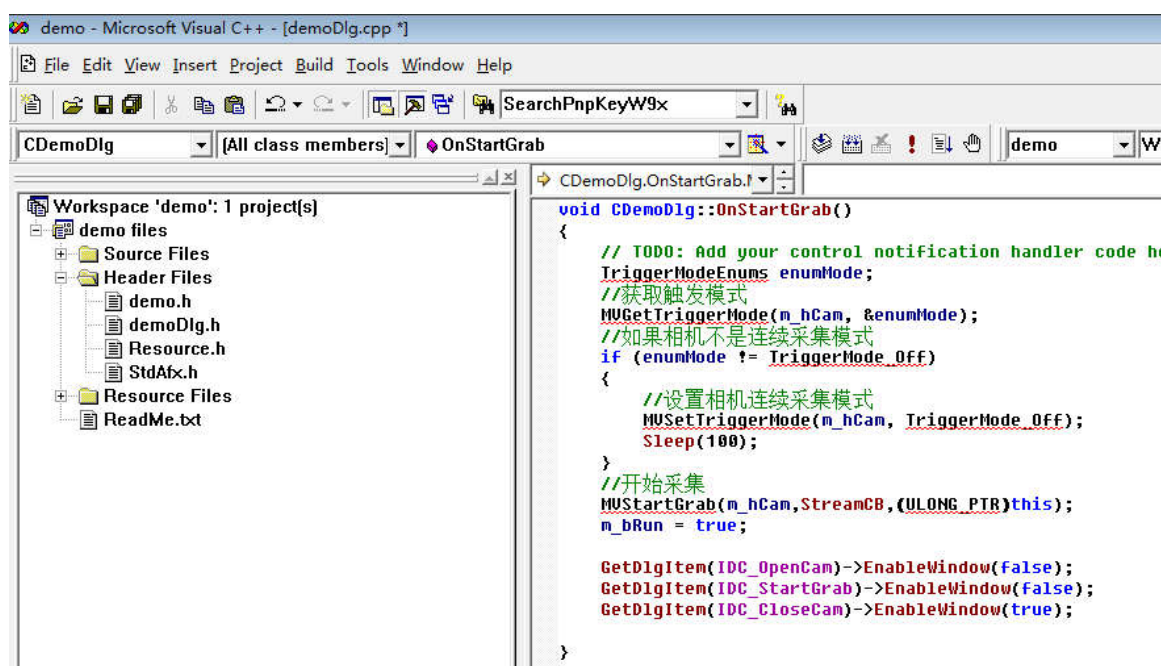 demo - Microsoft Visual C++ - [demoDlg.cpp *]
File Edit View Insert Project Build Tools Window Help
SearchPnpKeyW9x
CDemoDlg [All class members] OnStartGrab demo
CDemoDlg.OnStartGrab.
Workspace 'demo': 1 project(s)
demo files
Source Files
Header Files
demo.h
demoDlg.h
Resource.h
StdAfx.h
Resource Files
ReadMe.txt
void CDemoDlg::OnStartGrab()
{
// TODO: Add your control notification handler code
TriggerModeEnums enumMode;
//获取触发模式
MVGetTriggerMode(m_hCam, &enumMode);
//如果相机不是连续采集模式
if (enumMode != TriggerMode_Off)
{
//设置相机连续采集模式
MVSetTriggerMode(m_hCam, TriggerMode_Off);
Sleep(100);
}
//开始采集
MVStartGrab(m_hCam,StreamCB,(ULONG_PTR)this);
m_bRun = true;
GetDlgItem(IDC_OpenCam)->EnableWindow(false);
GetDlgItem(IDC_StartGrab)->EnableWindow(false);
GetDlgItem(IDC_CloseCam)->EnableWindow(true);
}